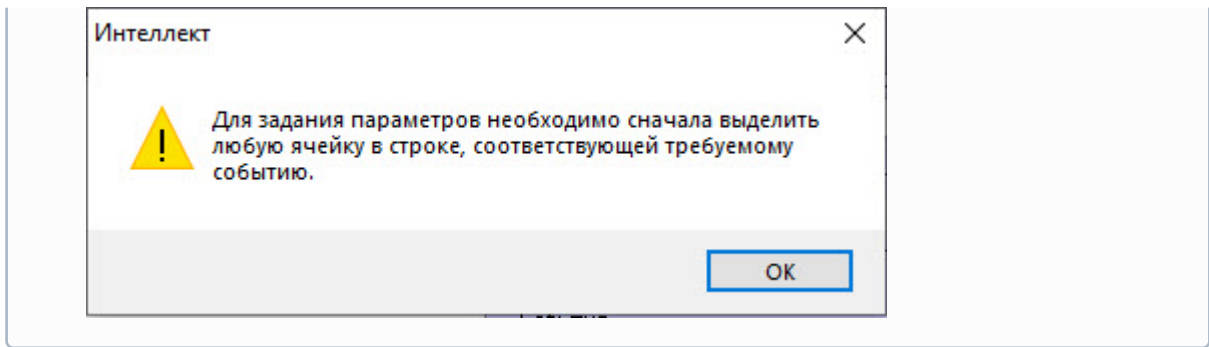 Интеллект
Для задания параметров необходимо сначала выделить
любую ячейку в строке, соответствующей требуемому
событию.
OK